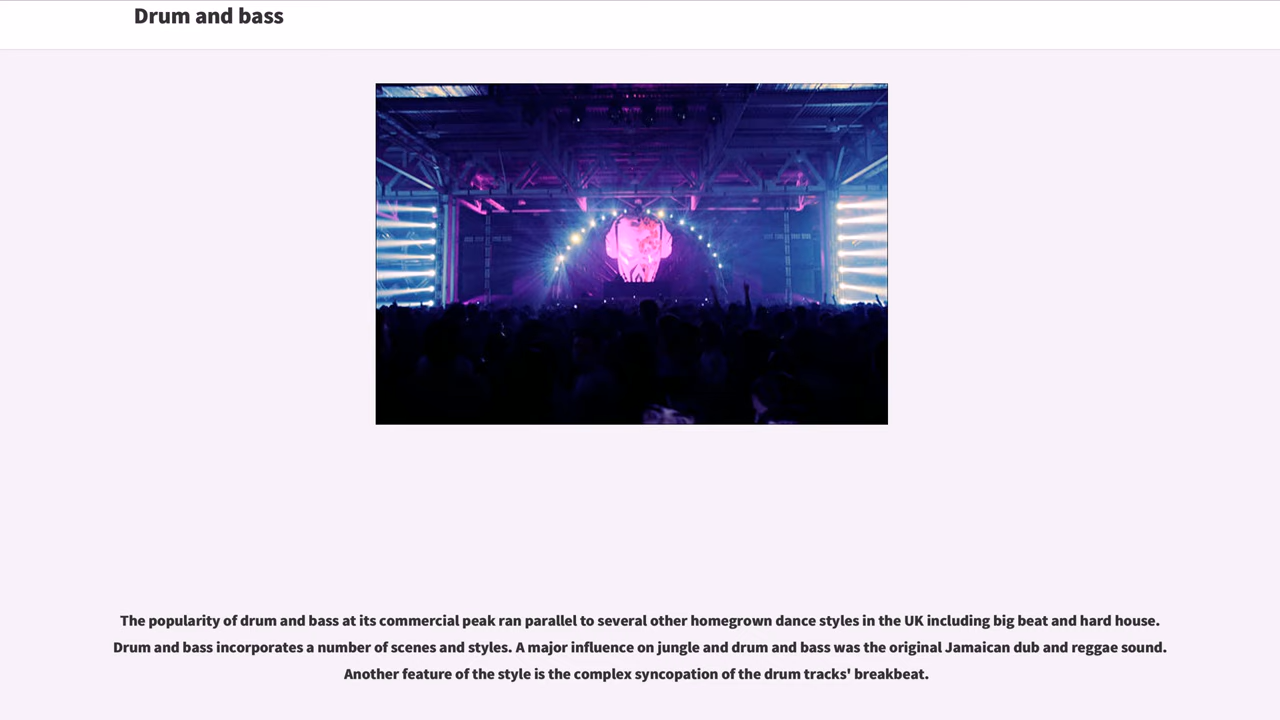 Drum and bass
The popularity of drum and bass at its commercial peak ran parallel to several other homegrown dance styles in the UK including big beat and hard house.
Drum and bass incorporates a number of scenes and styles. A major influence on jungle and drum and bass was the original Jamaican dub and reggae sound.
Another feature of the style is the complex syncopation of the drum tracks' breakbeat.